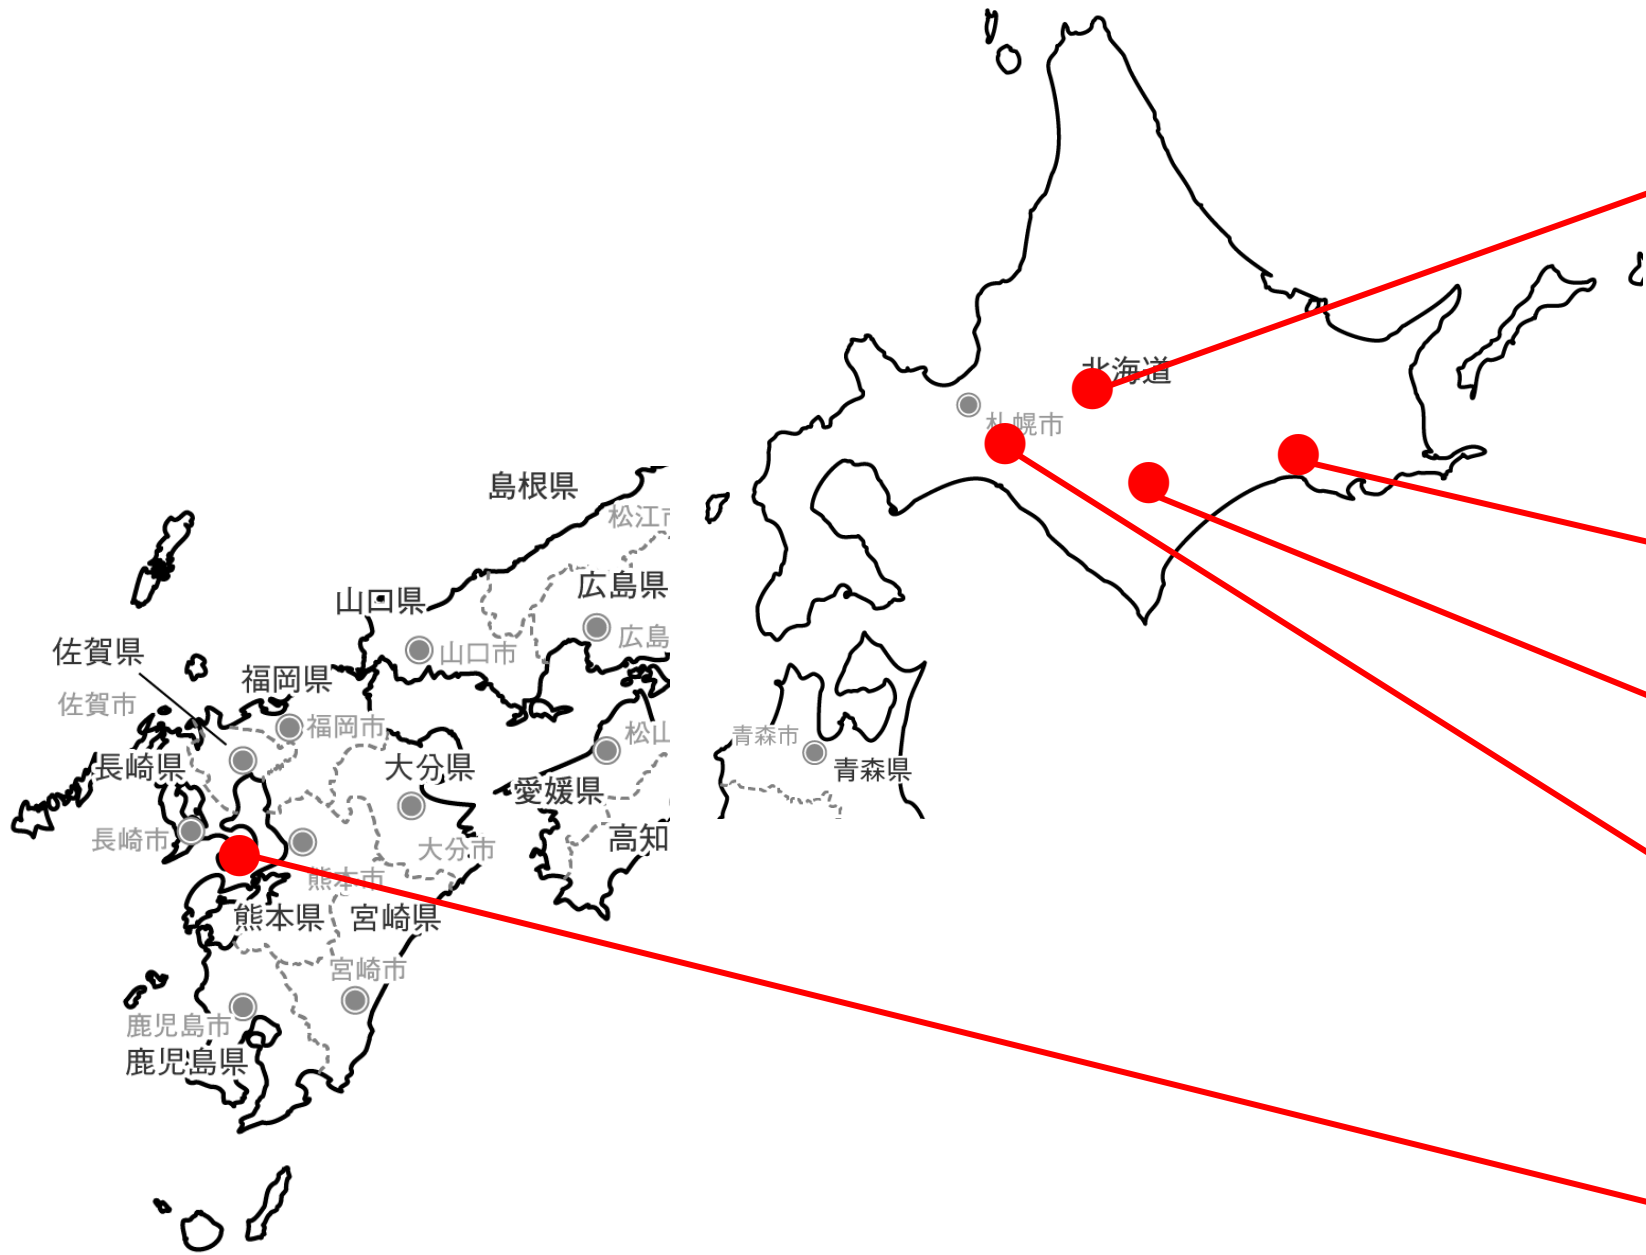 北海道
札幌市
島根県
松江市
広島県
山口県
広島
山口市
佐賀県
福岡県
佐賀市
福岡市
松山
青森市
長崎県
大分県
青森県
愛媛県
長崎市
高知
大分市
熊本市
熊本県
宮崎県
宮崎市
鹿児島市
鹿児島県